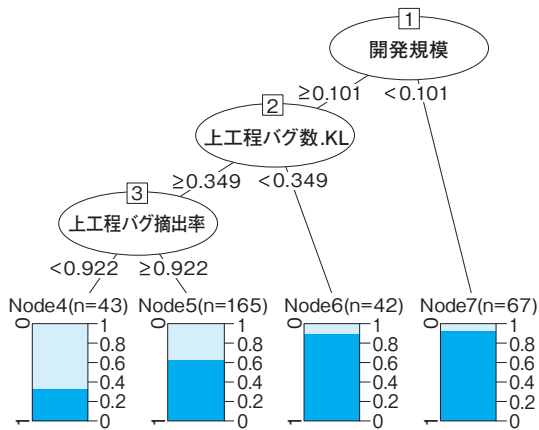 1
開発規模
≥0.101 <0.101
2
上工程バグ数.KL
≥0.349 <0.349
3
上工程バグ摘出率
<0.922 ≥0.922
Node4(n=43) Node5(n=165) Node6(n=42) Node7(n=67)
0 1 0 1 0 1 0 1
0.8 0.8 0.8 0.8
0.6 0.6 0.6 0.6
0.4 0.4 0.4 0.4
0.2 0.2 0.2 0.2
1 0 1 0 1 0 1 0